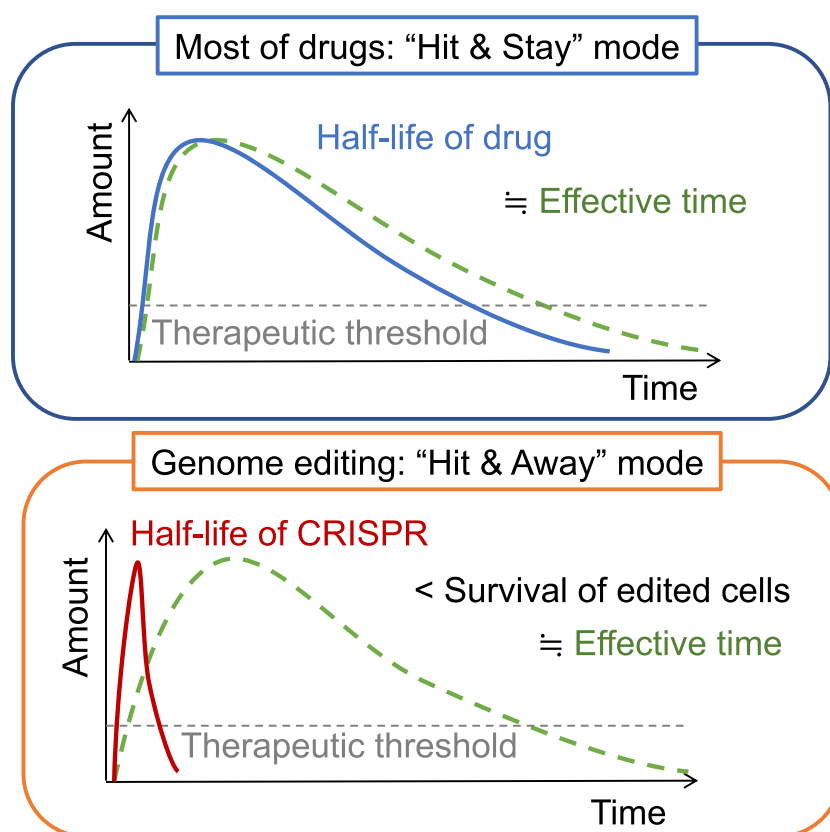 Most of drugs: “Hit & Stay” mode
Amount
Half-life of drug
≒ Effective time
Therapeutic threshold
Time
Genome editing: “Hit & Away” mode
Amount
Half-life of CRISPR
< Survival of edited cells
≒ Effective time
Therapeutic threshold
Time